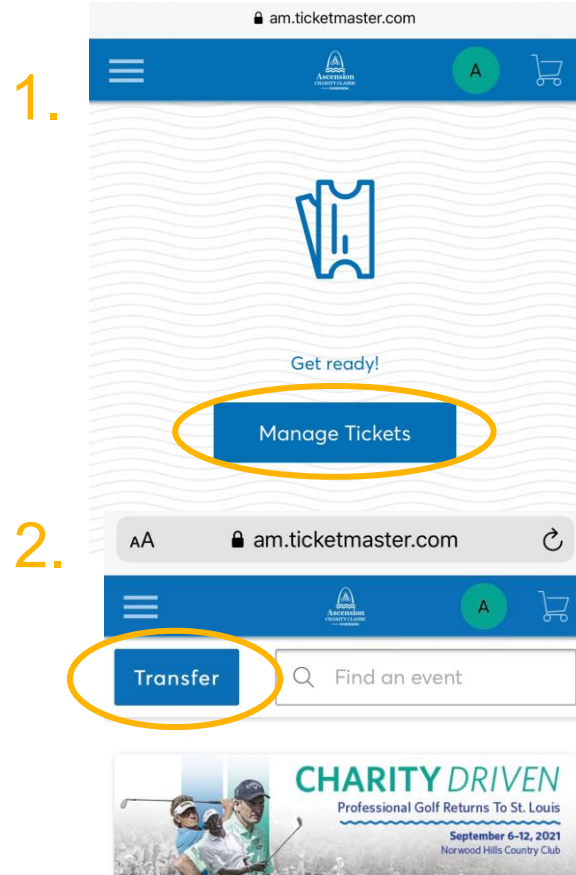 am.ticketmaster.com
1.
Ascension
CHARITY CLASSIC
A
Get ready!
Manage Tickets
2.
AA
am.ticketmaster.com
Ascension
CHARITY CLASSIC
A
Transfer
Find an event
CHARITY DRIVEN
Professional Golf Returns To St. Louis
September 6-12, 2021
Norwood Hills Country Club